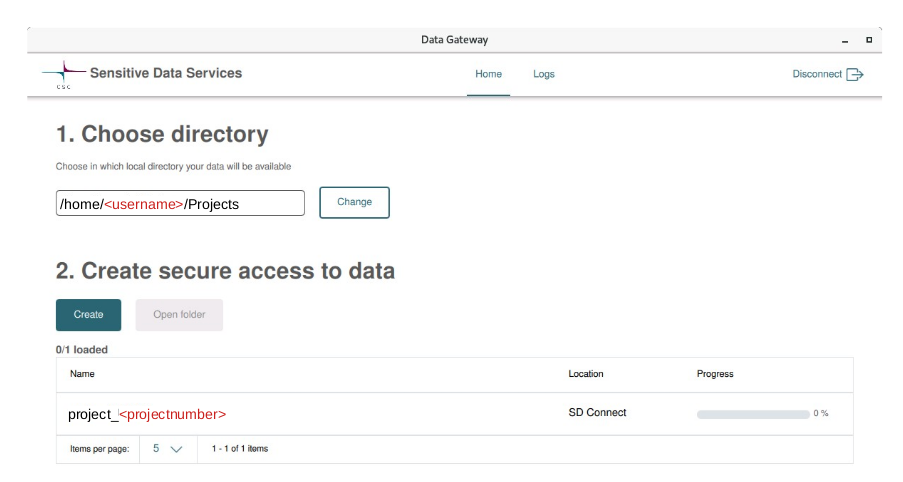 Data Gateway
CSC
Sensitive Data Services
Home
Logs
Disconnect
1. Choose directory
Choose in which local directory your data will be available
/home/<username>/Projects
Change
2. Create secure access to data
Create
Open folder
0/1 loaded
Name
Location
Progress
project_<projectnumber>
SD Connect
0 %
Items per page:
5
1 - 1 of 1 items